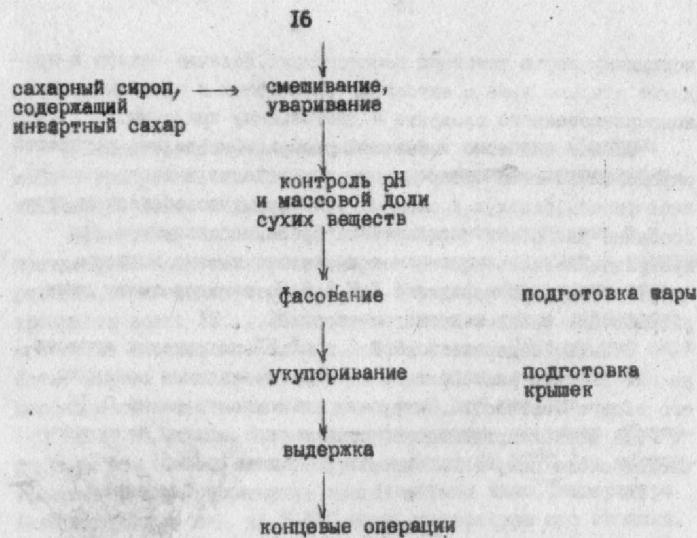 16
сахарный сироп, → смешивание,
содержащий уваривание
инвертный сахар
контроль pH
и массовой доли
сухих веществ
фасование подготовка тары
укупоривание подготовка
крышек
выдержка
концевые операции